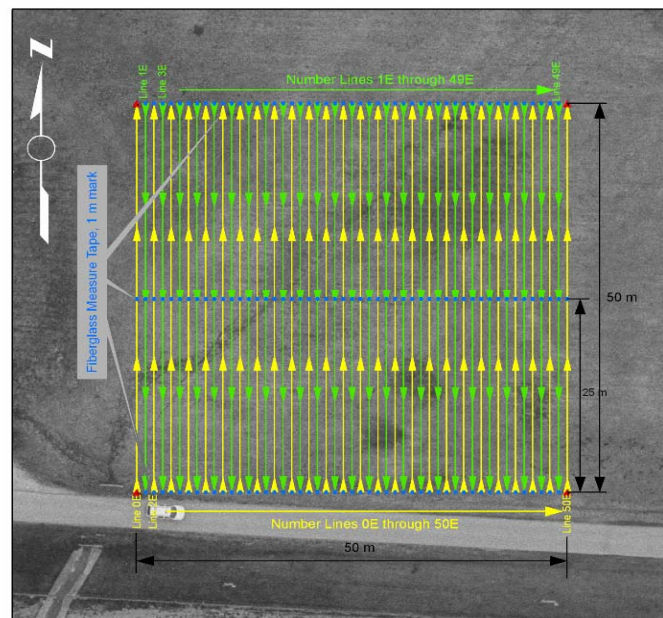 Z
Line 1E
Line 3E
Number Lines 1E through 49E
Line 49E
Fiberglass Measure Tape, 1 m mark
50 m
25 m
Line 0E
Line 2E
Number Lines 0E through 50E
Line 50E
50 m